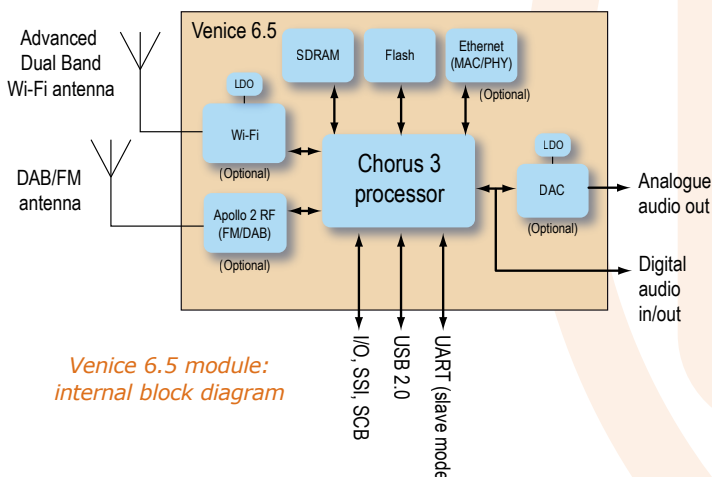 Advanced
Dual Band
Wi-Fi antenna
DAB/FM
antenna
Venice 6.5
SDRAM
Flash
Ethernet
(MAC/PHY)
(Optional)
LDO
Wi-Fi
(Optional)
Apollo 2 RF
(FM/DAB)
(Optional)
Chorus 3
processor
LDO
DAC
(Optional)
Analogue
audio out
Digital
audio
in/out
I/O, SSI, SCB
USB 2.0
UART (slave mode
Venice 6.5 module:
internal block diagram